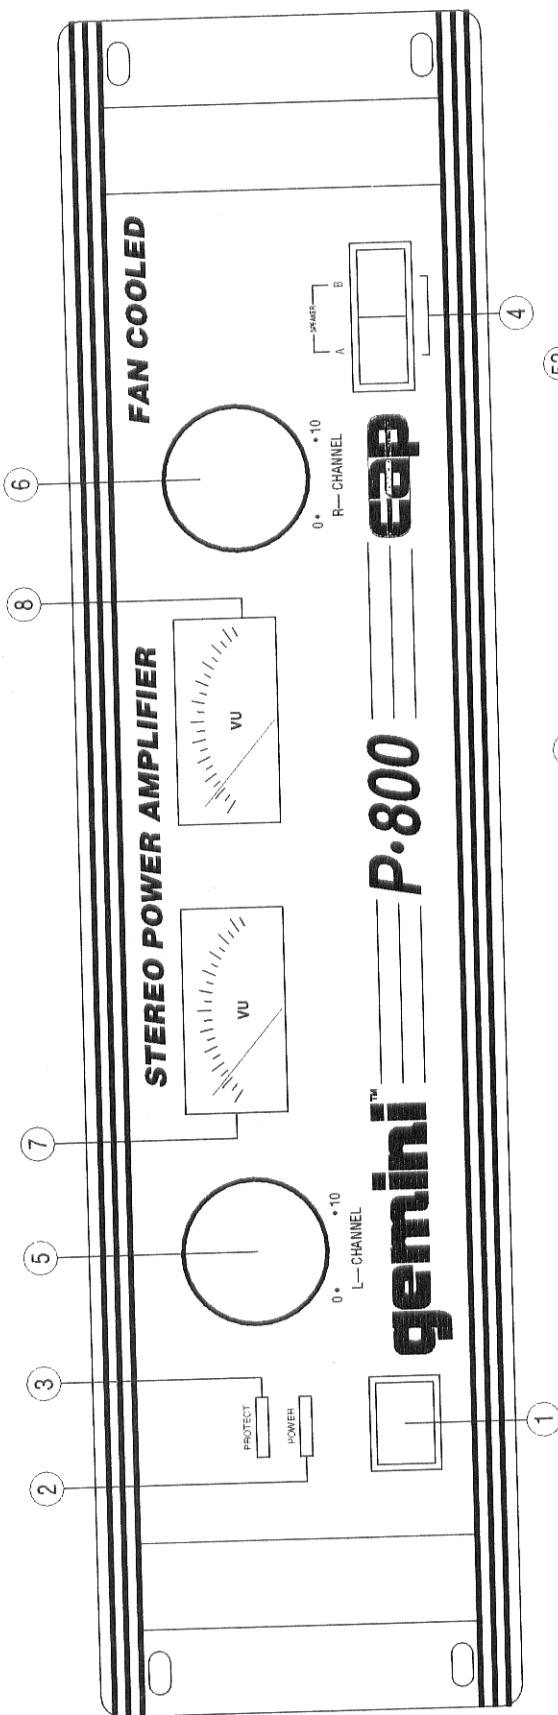 STEREO POWER AMPLIFIER
FAN COOLED
2
3
5
7
8
6
PROTECT
POWER
VU
VU
0• •10
L—CHANNEL
0• •10
R—CHANNEL
SPEAKER
A B
gemini™
P•800
1
4